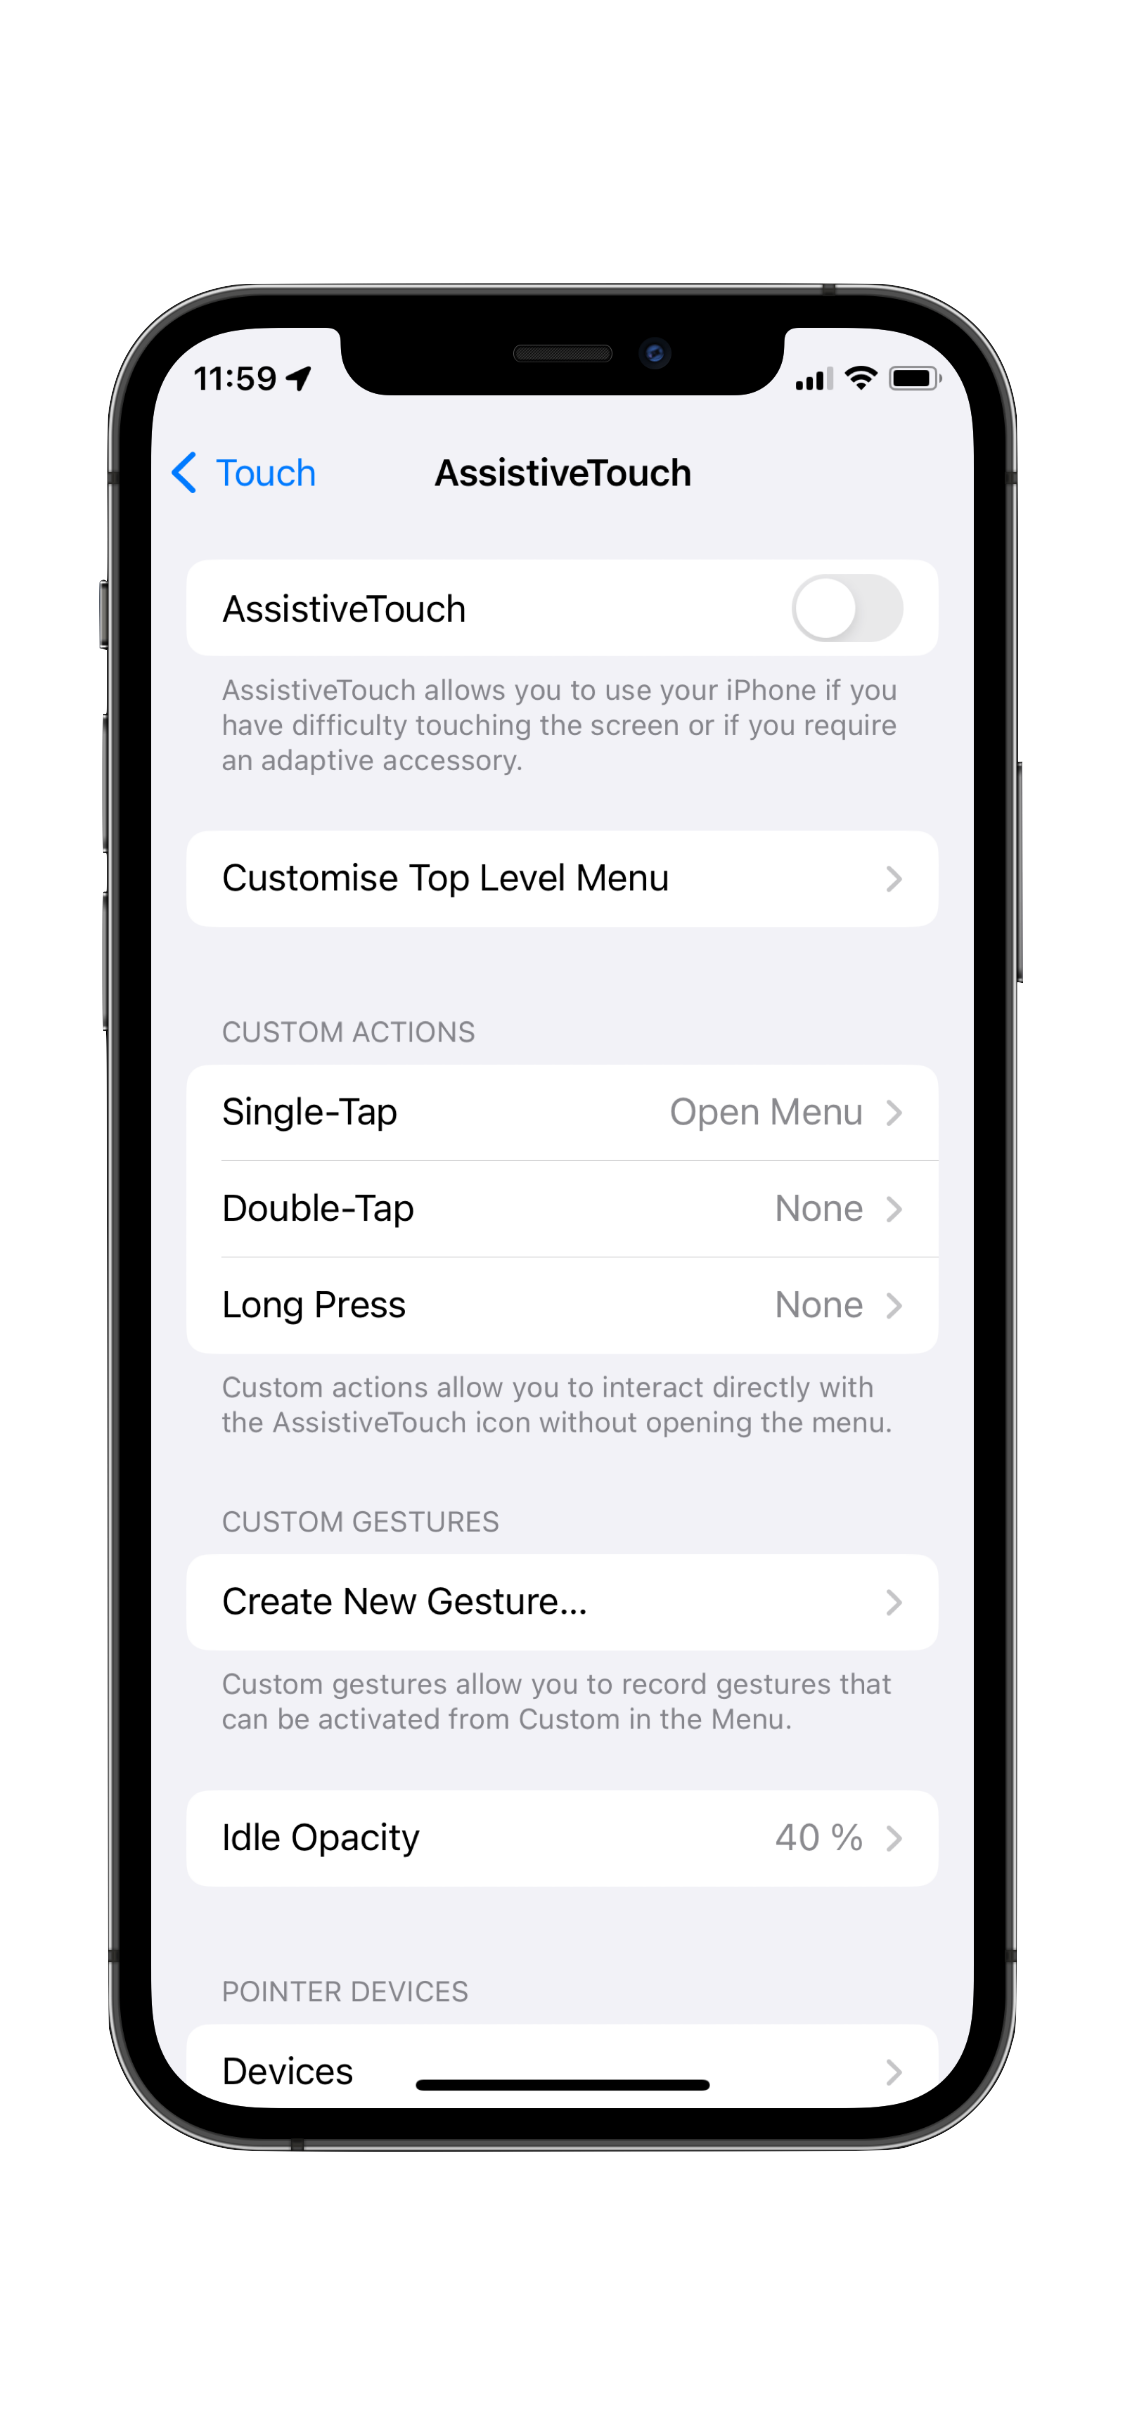 11:59
Touch
AssistiveTouch
AssistiveTouch
AssistiveTouch allows you to use your iPhone if you
have difficulty touching the screen or if you require
an adaptive accessory.
Customise Top Level Menu
CUSTOM ACTIONS
Single-Tap Open Menu
Double-Tap None
Long Press None
Custom actions allow you to interact directly with
the AssistiveTouch icon without opening the menu.
CUSTOM GESTURES
Create New Gesture...
Custom gestures allow you to record gestures that
can be activated from Custom in the Menu.
Idle Opacity 40 %
POINTER DEVICES
Devices